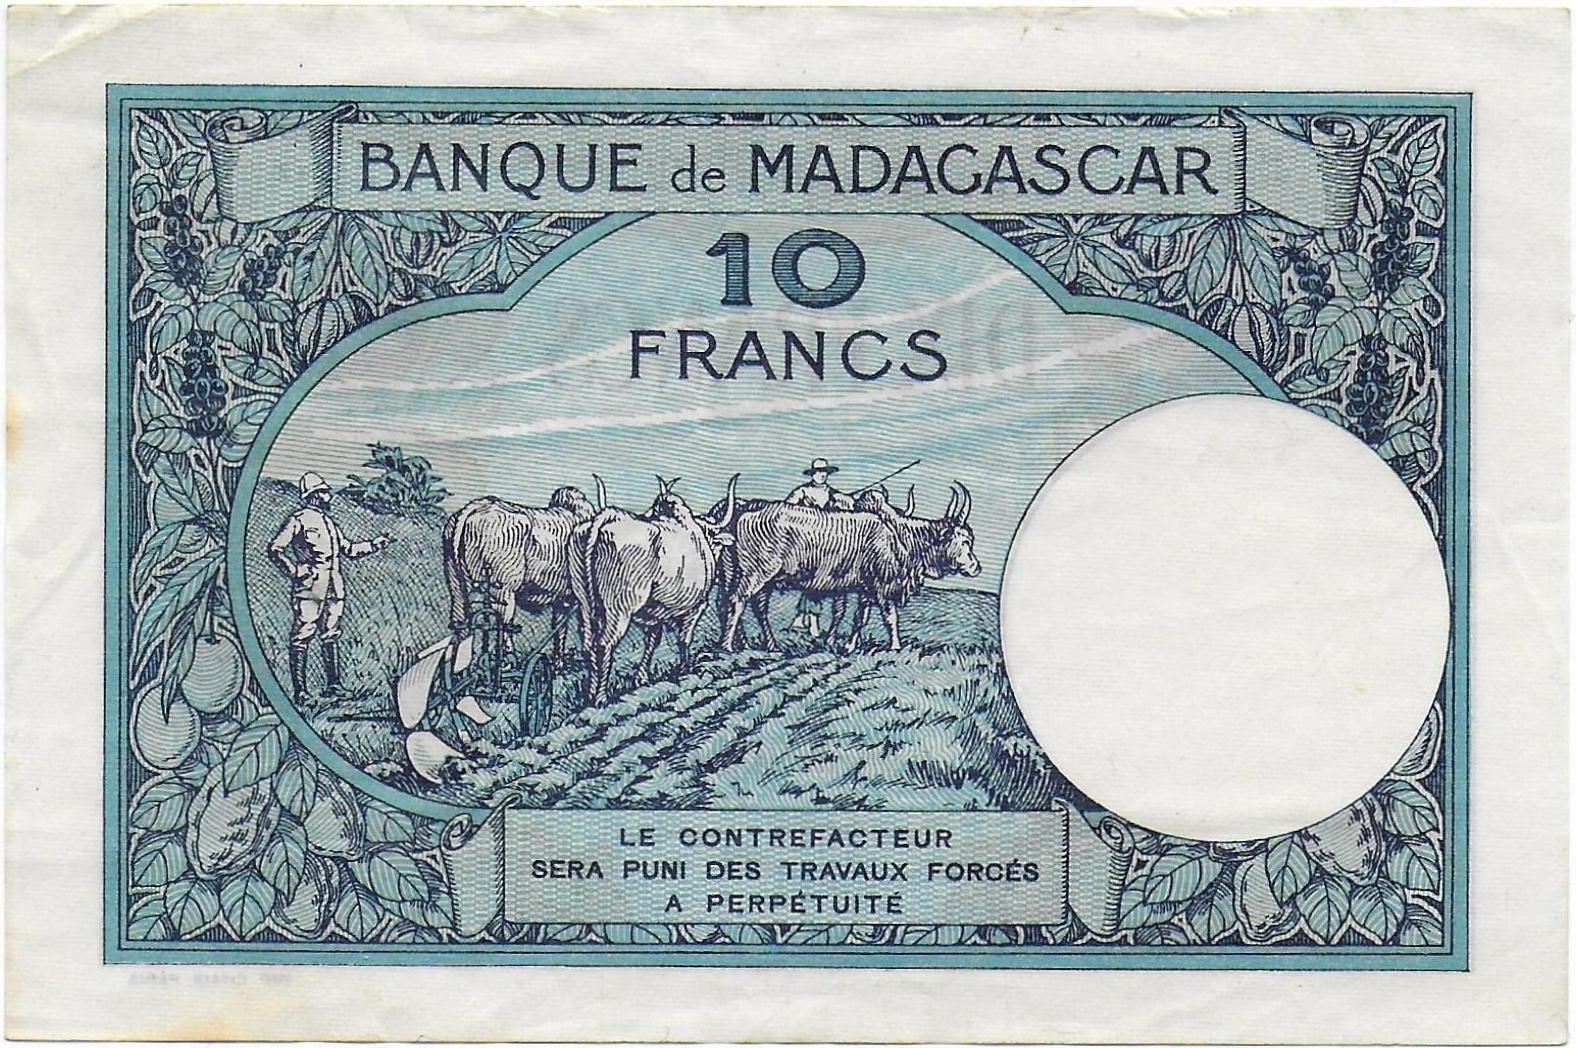 BANQUE de MADAGASCAR
10
FRANCS
LE CONTREFACTEUR
SERA PUNI DES TRAVAUX FORCÉS
A PERPÉTUITÉ